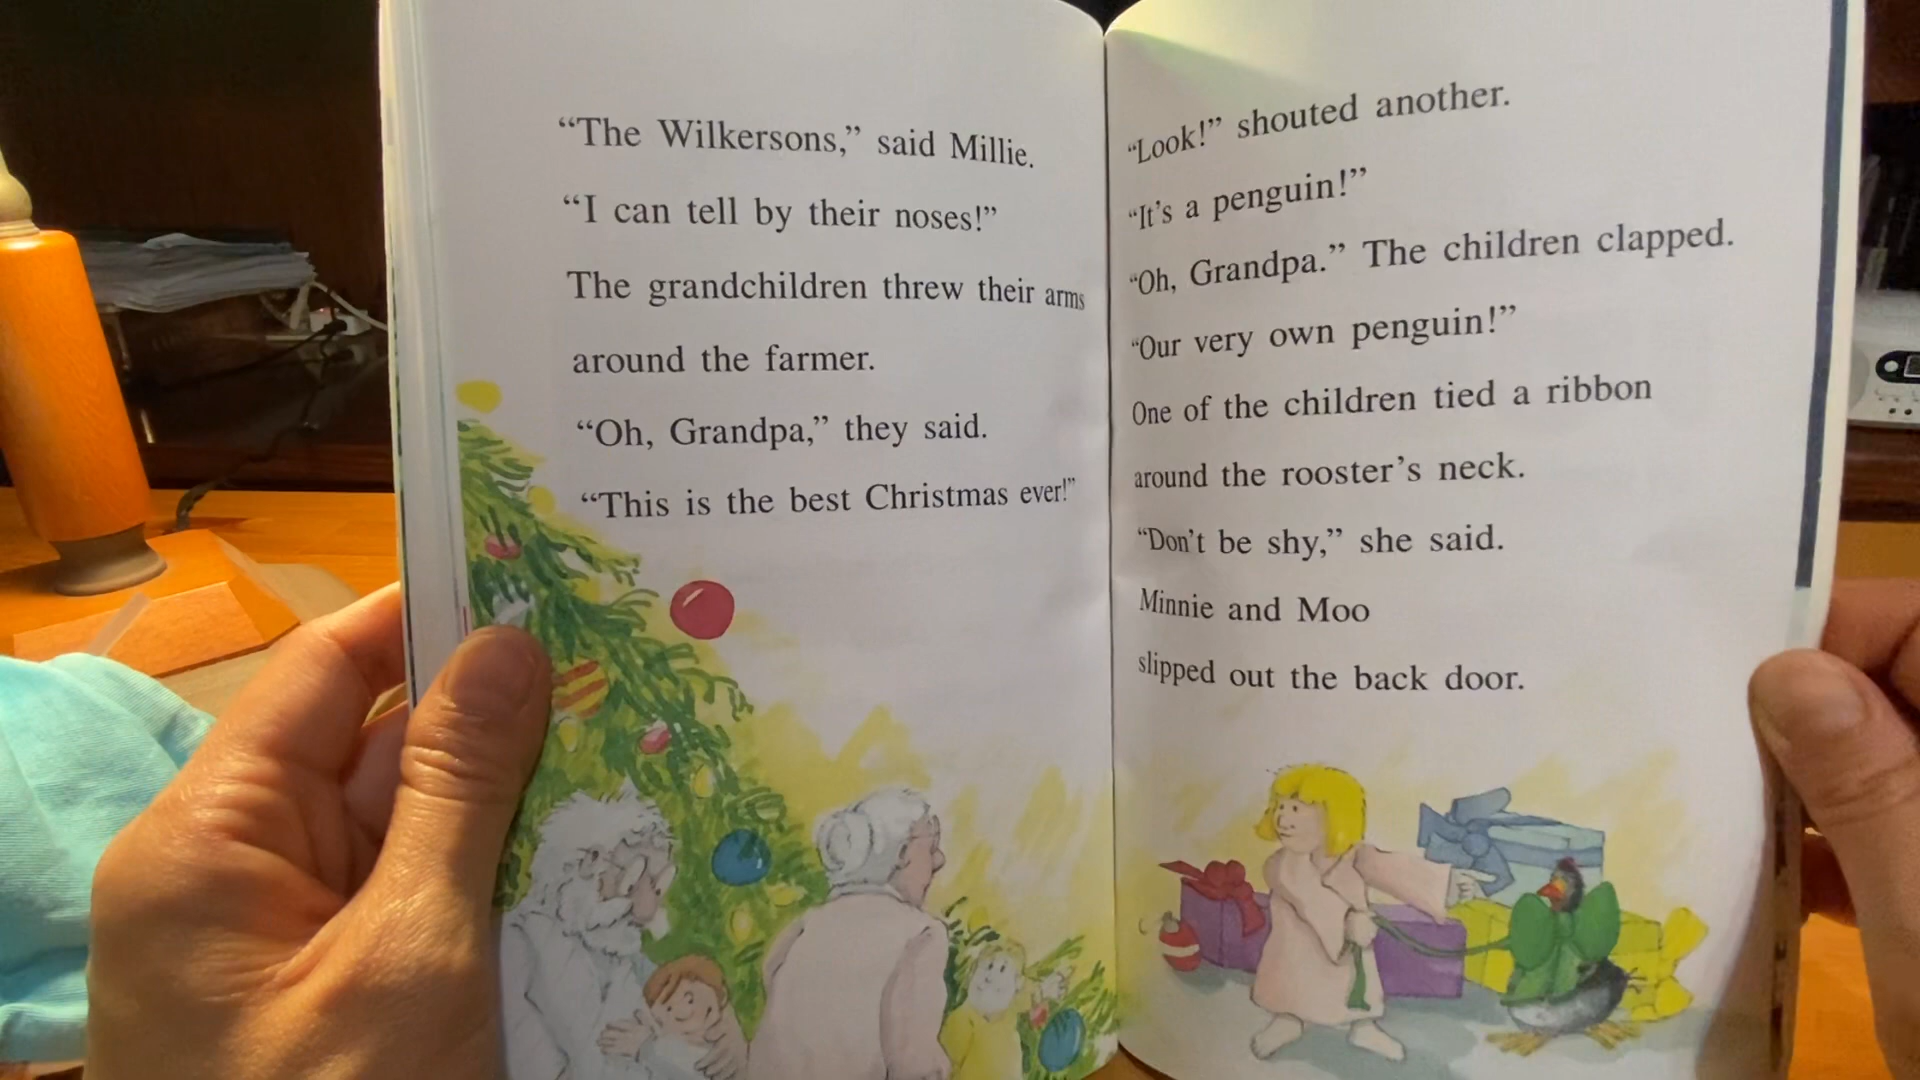 “The Wilkersons,” said Millie.
“I can tell by their noses!”
The grandchildren threw their arms
around the farmer.
“Oh, Grandpa,” they said.
“This is the best Christmas ever!”
“Look!” shouted another.
“It’s a penguin!”
“Oh, Grandpa.” The children clapped.
“Our very own penguin!”
One of the children tied a ribbon
around the rooster’s neck.
“Don’t be shy,” she said.
Minnie and Moo
slipped out the back door.